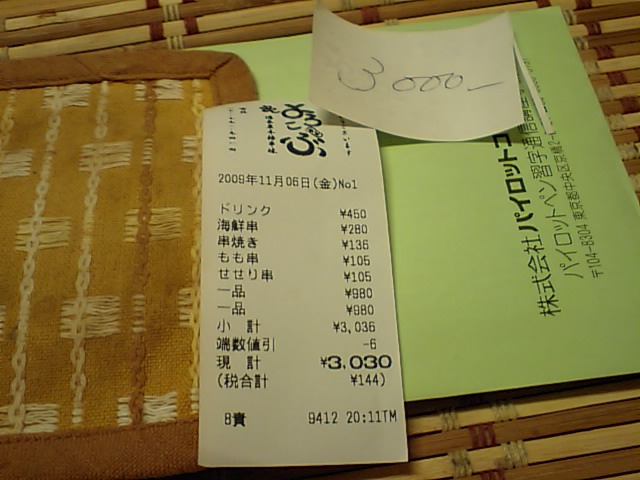 3000-
2009年11月06日(金)No1
ドリンク ¥450
海鮮串 ¥280
串焼き ¥136
もも串 ¥105
せせり串 ¥105
一品 ¥980
一品 ¥980
小 計 ¥3,036
端数値引 -6
現 計 ¥3,030
(税合計 ¥144)
8責 9412 20:11TM
株式会社 パイロットコ
パイロットペン習字通信講座
〒104-8304 東京都中央区京橋2-